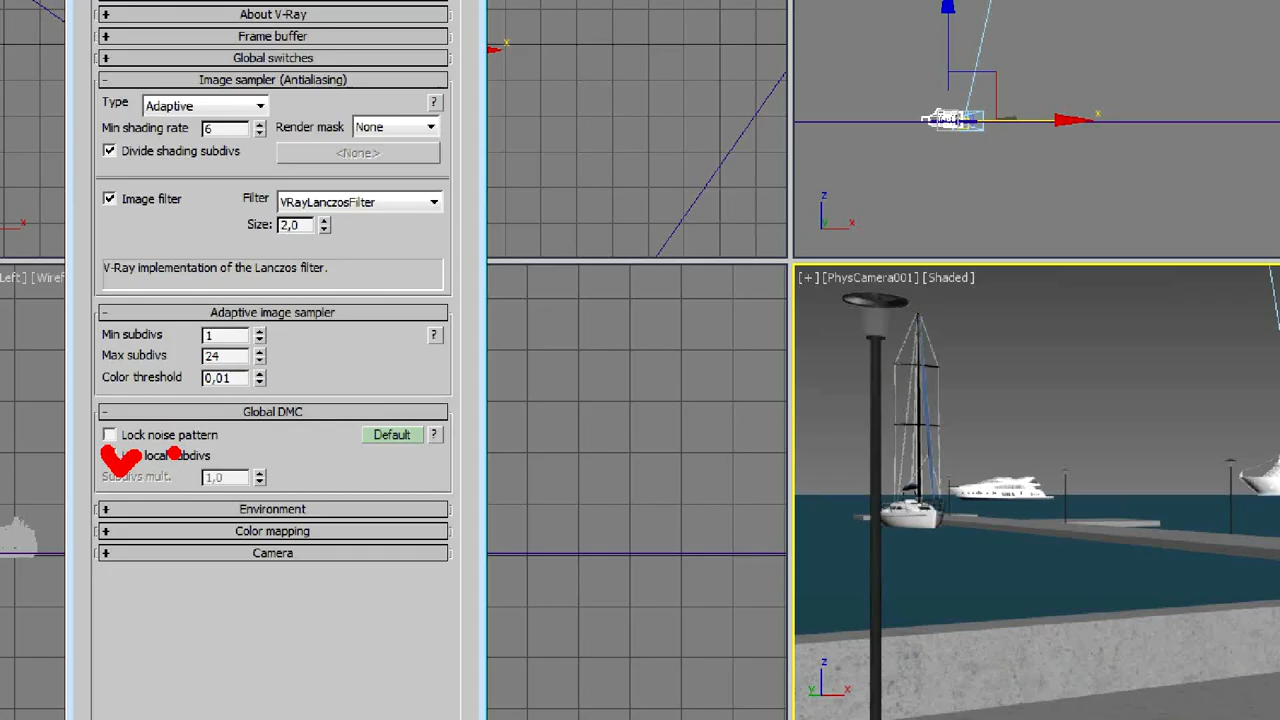 + About V-Ray
+ Frame buffer
+ Global switches
- Image sampler (Antialiasing)
Type Adaptive ?
Min shading rate 6 Render mask None
Divide shading subdivs <None>
Image filter Filter VRayLanczosFilter
Size: 2,0
V-Ray implementation of the Lanczos filter.
- Adaptive image sampler
Min subdivs 1 ?
Max subdivs 24
Color threshold 0,01
- Global DMC
Lock noise pattern Default ?
local subdivs
Subdivs mult. 1,0
+ Environment
+ Color mapping
+ Camera
x
x
z
x
x
Left] [Wiref
[+] [PhysCamera001] [Shaded]
z
y x